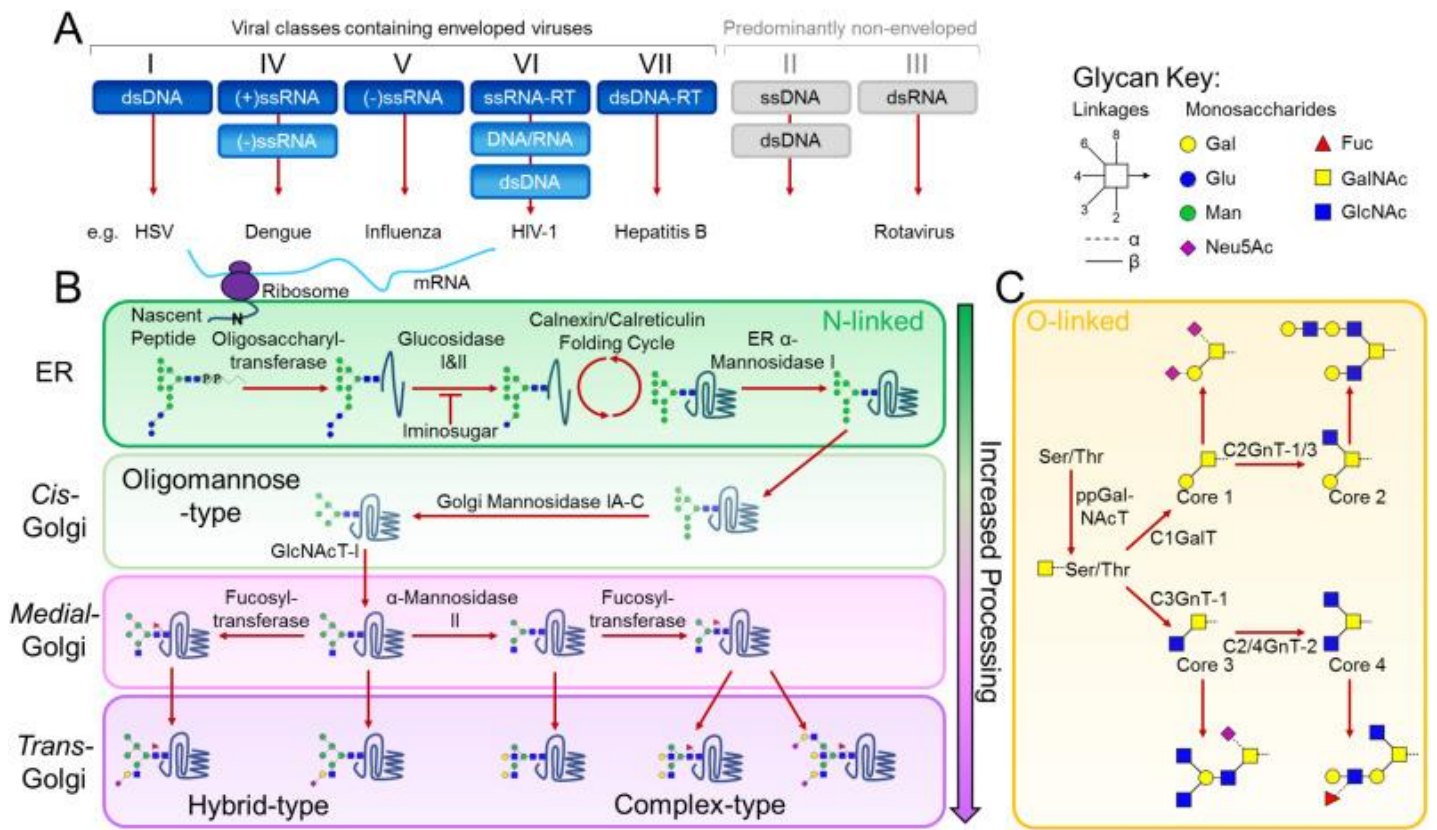 A
Viral classes containing enveloped viruses
Predominantly non-enveloped
I
IV
V
VI
VII
II
III
dsDNA
(+)ssRNA
(-)ssRNA
ssRNA-RT
dsDNA-RT
ssDNA
dsRNA
(-)ssRNA
DNA/RNA
dsDNA
dsDNA
e.g. HSV
Dengue
Influenza
HIV-1
Hepatitis B
Rotavirus
Glycan Key:
Linkages
Monosaccharides
8
6
4
3
2
α
β
Gal
Glu
Man
Neu5Ac
Fuc
GalNAc
GlcNAc
B
mRNA
Ribosome
N
Nascent
Peptide
N-linked
ER
P P
Oligosaccharyl-
transferase
Glucosidase
I&II
Iminosugar
Calnexin/Calreticulin
Folding Cycle
ER α-
Mannosidase I
Cis-
Golgi
Oligomannose
-type
Golgi Mannosidase IA-C
GlcNAcT-I
Medial-
Golgi
Fucosyl-
transferase
α-Mannosidase
II
Fucosyl-
transferase
Trans-
Golgi
Hybrid-type
Complex-type
Increased Processing
C
O-linked
Ser/Thr
ppGal-
NAcT
Ser/Thr
C1GalT
Core 1
C2GnT-1/3
Core 2
C3GnT-1
Core 3
C2/4GnT-2
Core 4